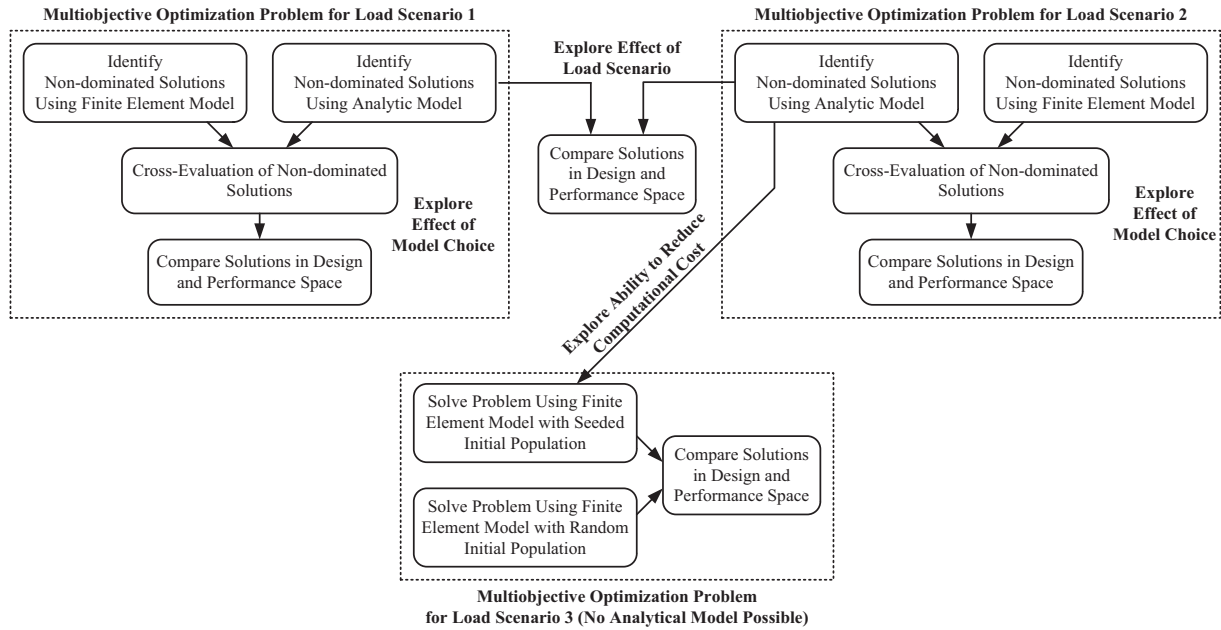 Multiobjective Optimization Problem for Load Scenario 1
Identify
Non-dominated Solutions
Using Finite Element Model
Identify
Non-dominated Solutions
Using Analytic Model
Cross-Evaluation of Non-dominated
Solutions
Explore
Effect of
Model Choice
Compare Solutions in Design
and Performance Space
Explore Effect of
Load Scenario
Compare Solutions
in Design and
Performance Space
Multiobjective Optimization Problem for Load Scenario 2
Identify
Non-dominated Solutions
Using Analytic Model
Identify
Non-dominated Solutions
Using Finite Element Model
Cross-Evaluation of Non-dominated
Solutions
Explore
Effect of
Model Choice
Compare Solutions in Design
and Performance Space
Explore Ability to Reduce
Computational Cost
Solve Problem Using Finite
Element Model with Seeded
Initial Population
Solve Problem Using Finite
Element Model with Random
Initial Population
Compare Solutions
in Design and
Performance Space
Multiobjective Optimization Problem
for Load Scenario 3 (No Analytical Model Possible)